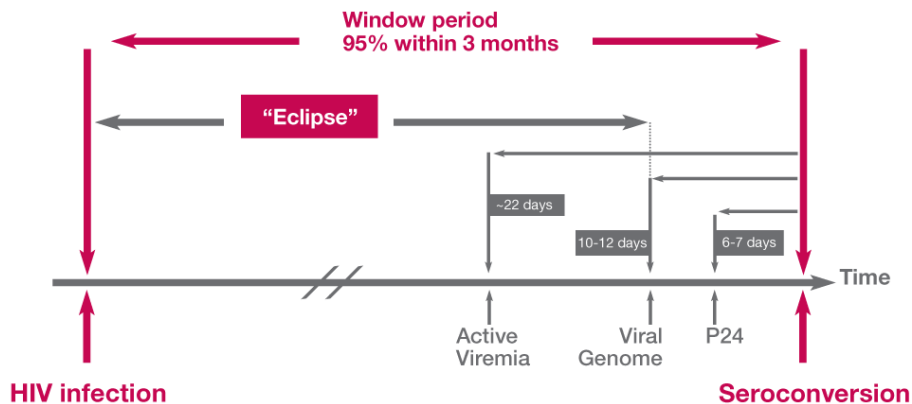 Window period
95% within 3 months
“Eclipse”
~22 days
10-12 days
6-7 days
Time
Active
Viremia
Viral
Genome
P24
HIV infection
Seroconversion